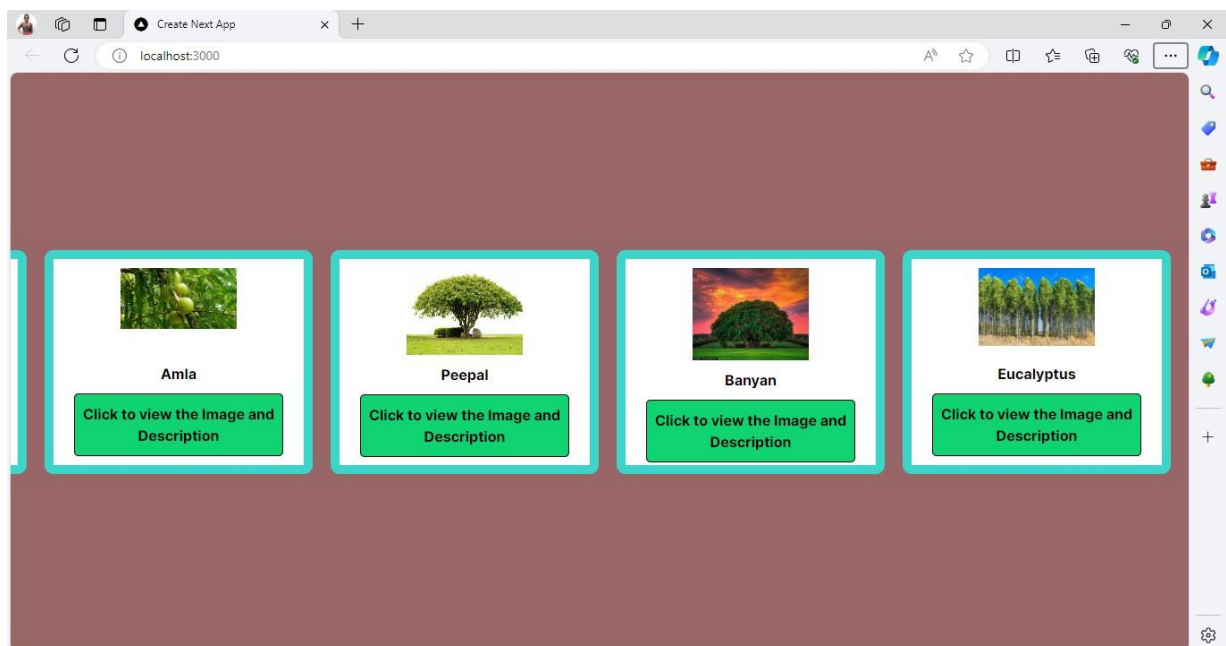 Create Next App
localhost:3000
Amla
Click to view the Image and
Description
Peepal
Click to view the Image and
Description
Banyan
Click to view the Image and
Description
Eucalyptus
Click to view the Image and
Description